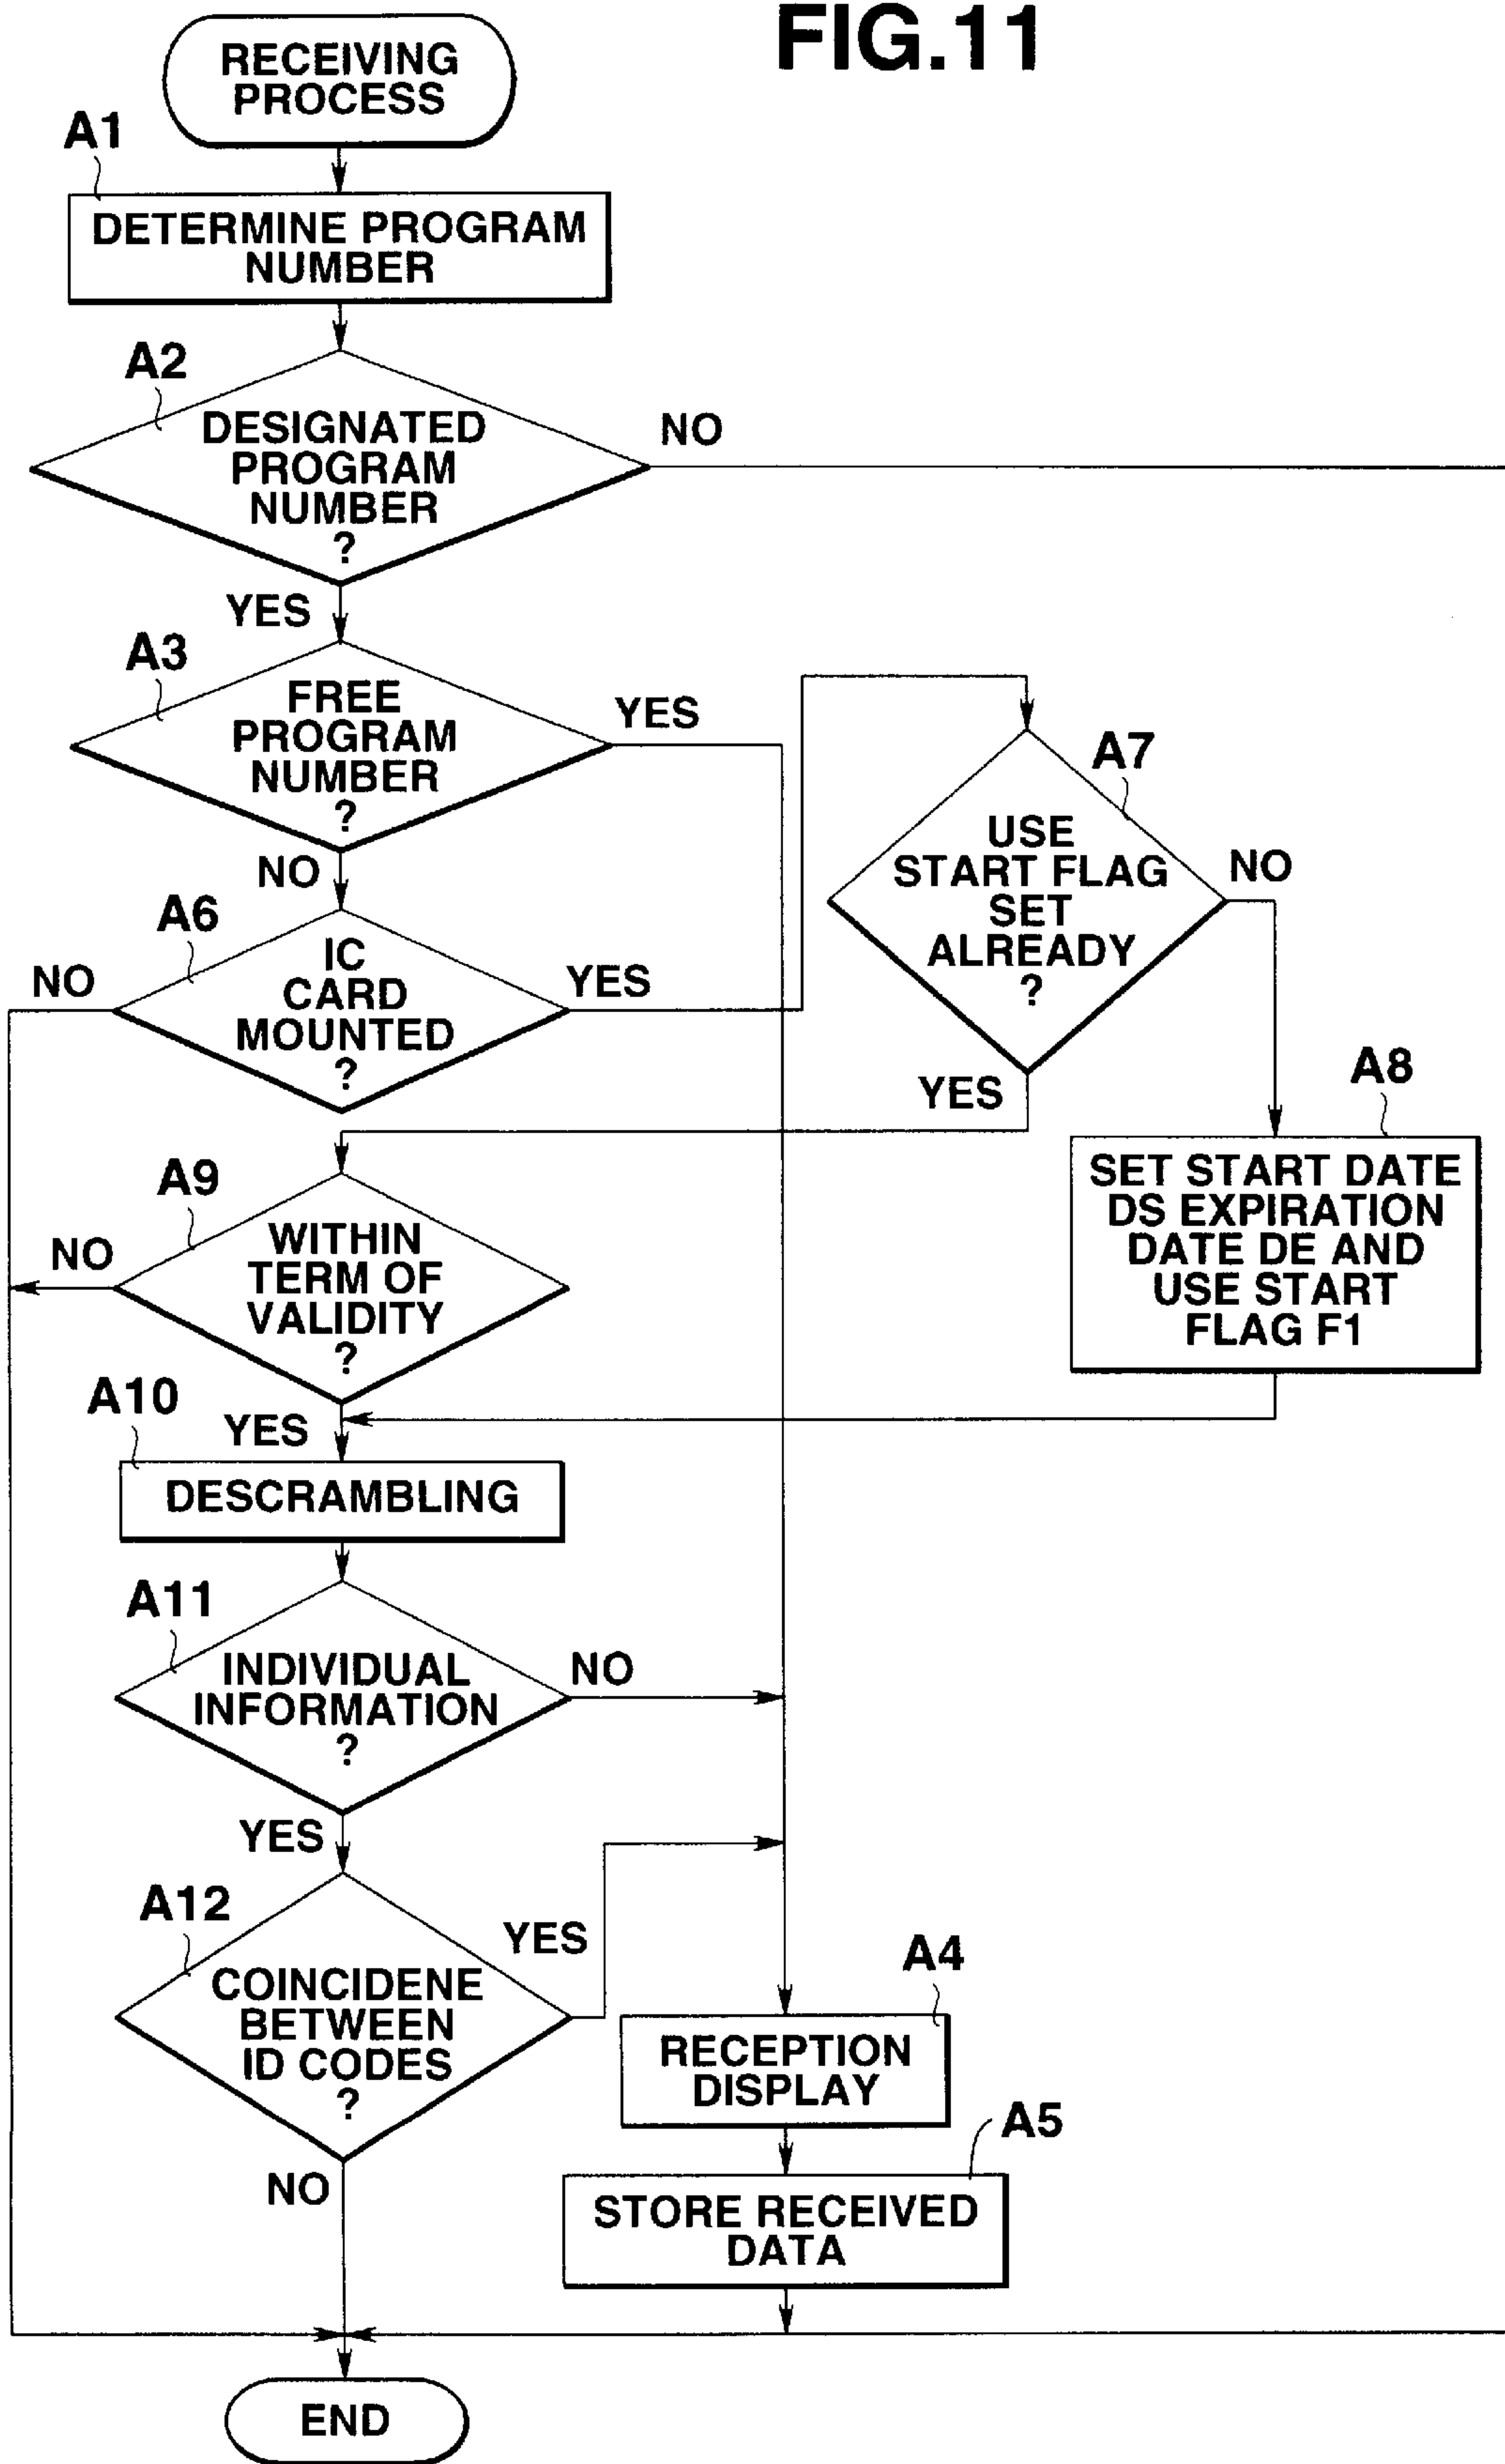 FIG.11
RECEIVING
PROCESS
A1
DETERMINE PROGRAM
NUMBER
A2
DESIGNATED
PROGRAM
NUMBER
?
NO
YES
A3
FREE
PROGRAM
NUMBER
?
YES
NO
A6
IC
CARD
MOUNTED
?
NO
YES
A7
USE
START FLAG
SET
ALREADY
?
NO
YES
A8
SET START DATE
DS EXPIRATION
DATE DE AND
USE START
FLAG F1
A9
WITHIN
TERM OF
VALIDITY
?
NO
YES
A10
DESCRAMBLING
A11
INDIVIDUAL
INFORMATION
?
NO
YES
A12
COINCIDENE
BETWEEN
ID CODES
?
YES
NO
A4
RECEPTION
DISPLAY
A5
STORE RECEIVED
DATA
END